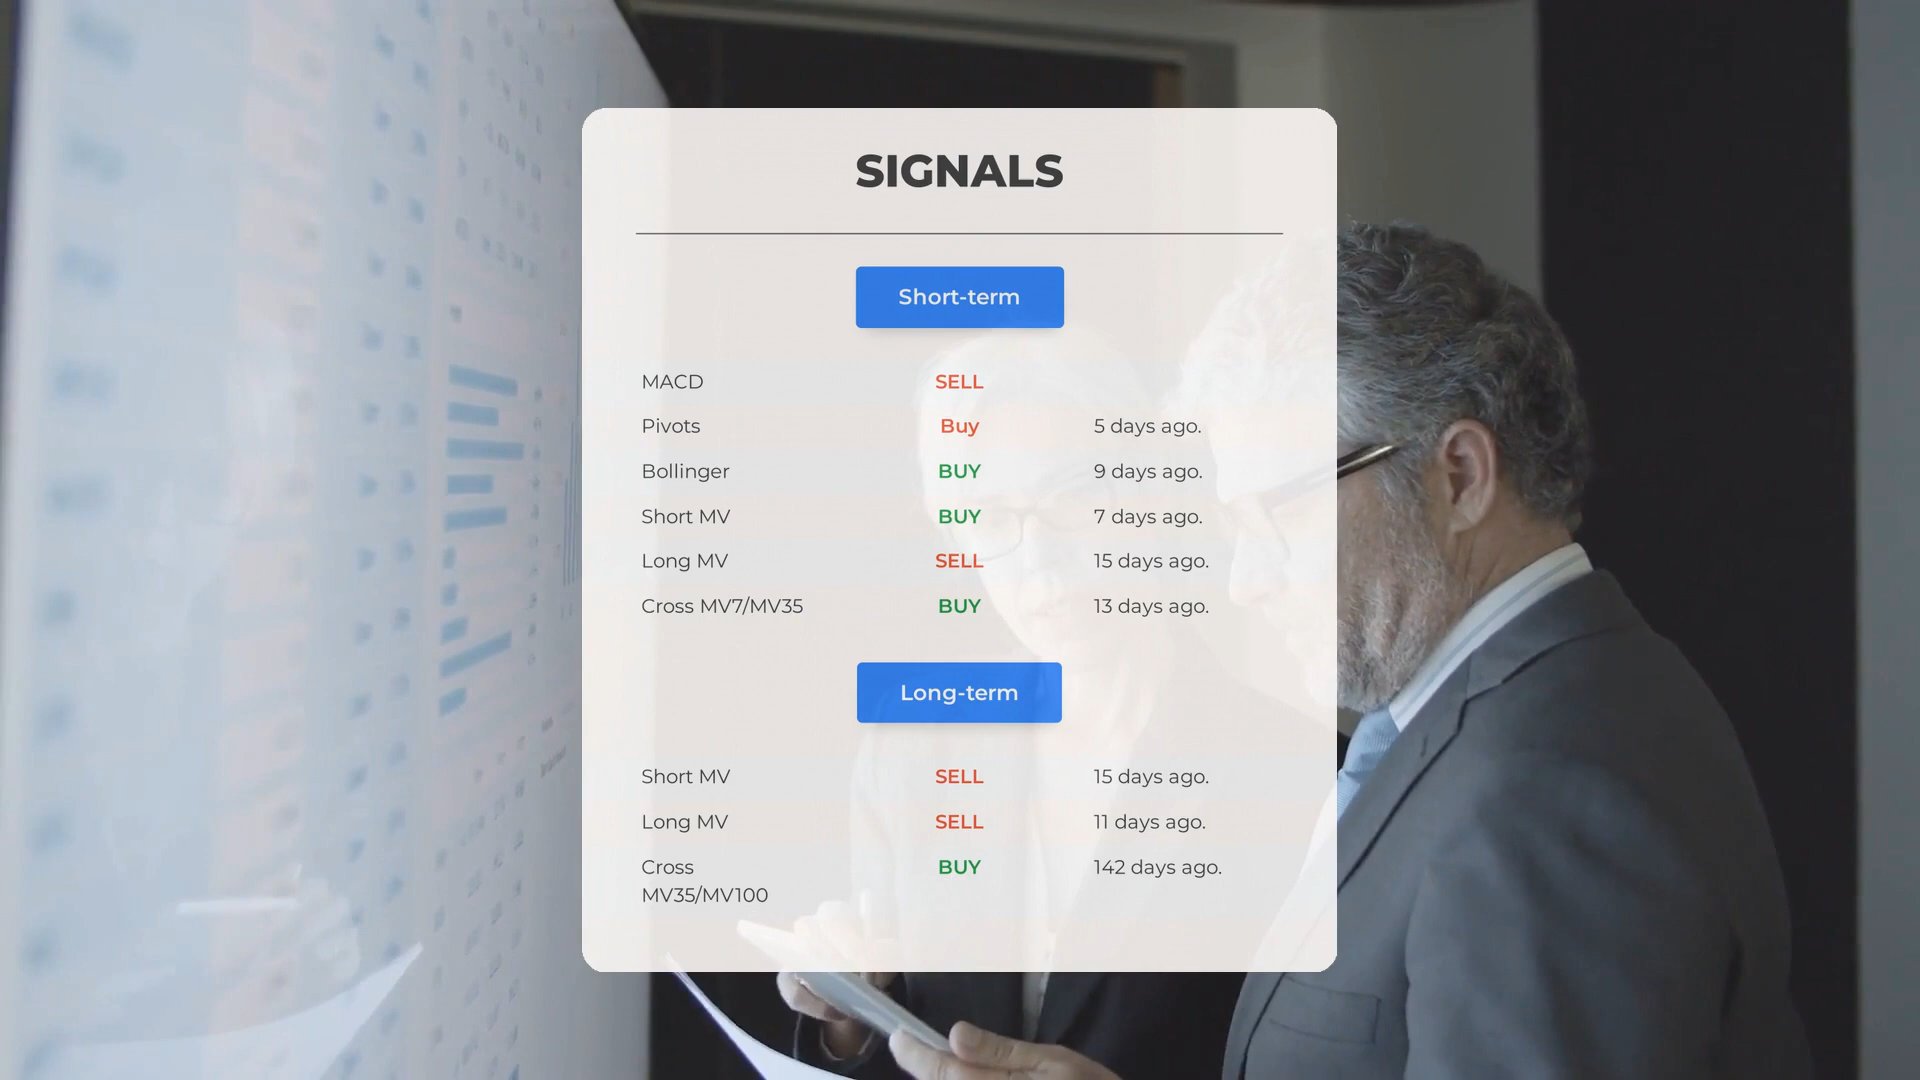 SIGNALS
Short-term
MACD SELL
Pivots Buy 5 days ago.
Bollinger BUY 9 days ago.
Short MV BUY 7 days ago.
Long MV SELL 15 days ago.
Cross MV7/MV35 BUY 13 days ago.
Long-term
Short MV SELL 15 days ago.
Long MV SELL 11 days ago.
Cross BUY 142 days ago.
MV35/MV100